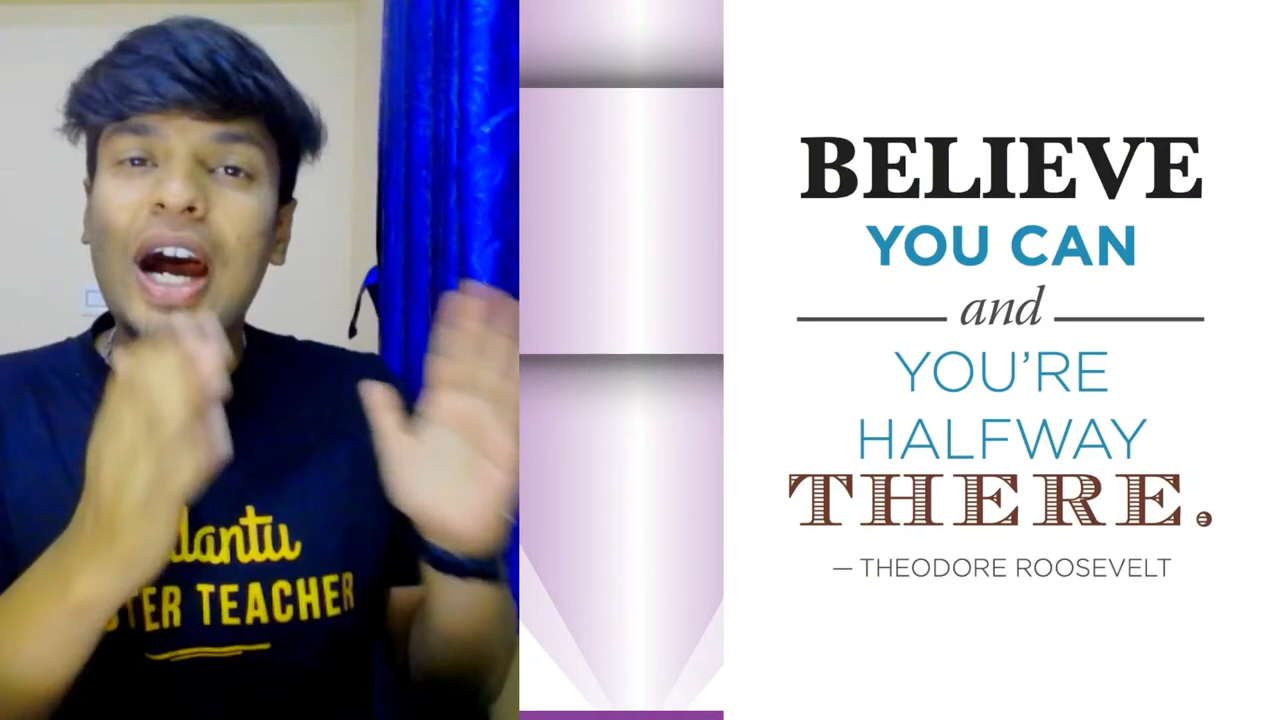 BELIEVE
YOU CAN
and
YOU'RE
HALFWAY
THERE.
— THEODORE ROOSEVELT
TEACHER